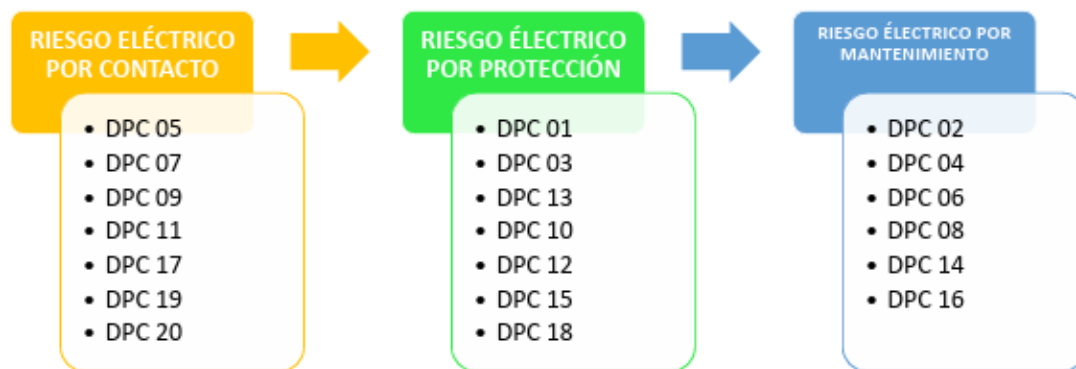 RIESGO ELÉCTRICO
POR CONTACTO
• DPC 05
• DPC 07
• DPC 09
• DPC 11
• DPC 17
• DPC 19
• DPC 20
RIESGO ÉLECTRICO
POR PROTECCIÓN
• DPC 01
• DPC 03
• DPC 13
• DPC 10
• DPC 12
• DPC 15
• DPC 18
RIESGO ÉLECTRICO POR
MANTENIMIENTO
• DPC 02
• DPC 04
• DPC 06
• DPC 08
• DPC 14
• DPC 16